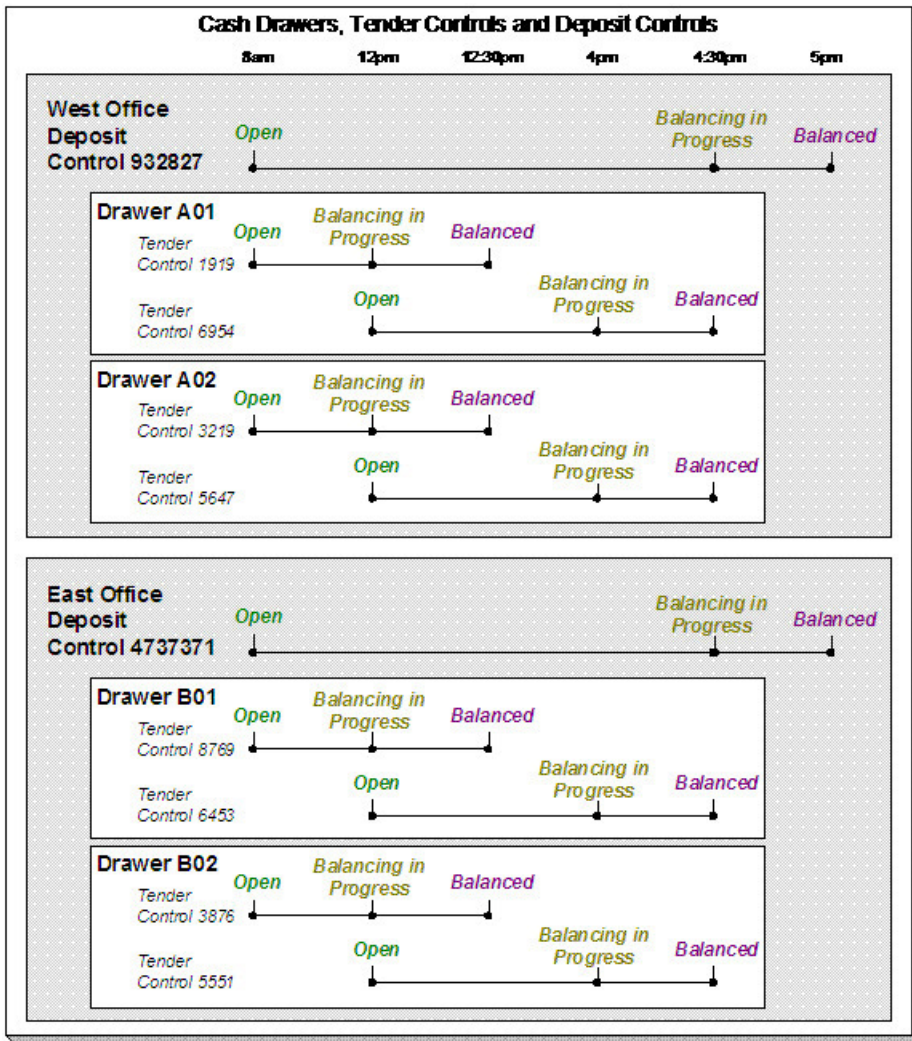 Cash Drawers, Tender Controls and Deposit Controls
8am 12pm 12:30pm 4pm 4:30pm 5pm
West Office
Deposit
Control 932827
Open
Balancing in
Progress
Balanced
Drawer A01
Tender
Control 1919
Open
Balancing in
Progress
Balanced
Tender
Control 6954
Open
Balancing in
Progress
Balanced
Drawer A02
Tender
Control 3219
Open
Balancing in
Progress
Balanced
Tender
Control 5647
Open
Balancing in
Progress
Balanced
East Office
Deposit
Control 4737371
Open
Balancing in
Progress
Balanced
Drawer B01
Tender
Control 8769
Open
Balancing in
Progress
Balanced
Tender
Control 6453
Open
Balancing in
Progress
Balanced
Drawer B02
Tender
Control 3876
Open
Balancing in
Progress
Balanced
Tender
Control 5551
Open
Balancing in
Progress
Balanced